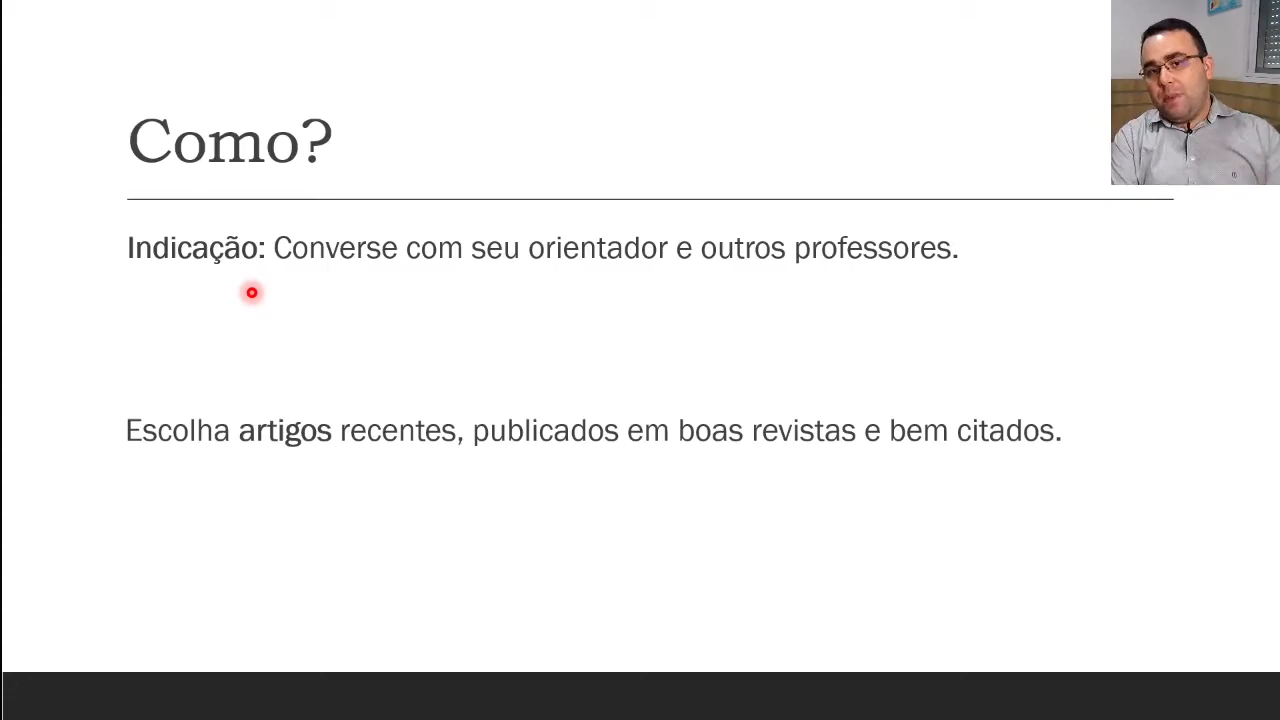 Como?
Indicação: Converse com seu orientador e outros professores.
Escolha artigos recentes, publicados em boas revistas e bem citados.